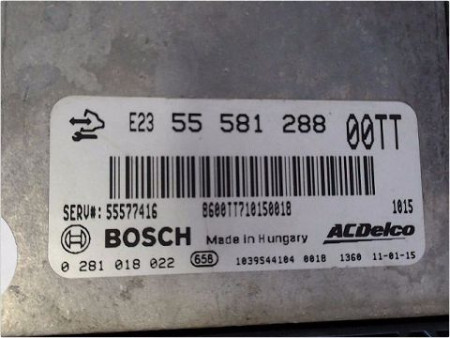 E23 55 581 288 00TT
SERV#: 55577416 8600TT710150018 1015
BOSCH Made in Hungary ACDelco
0 281 018 022 658 1039S44104 0018 1360 11-01-15